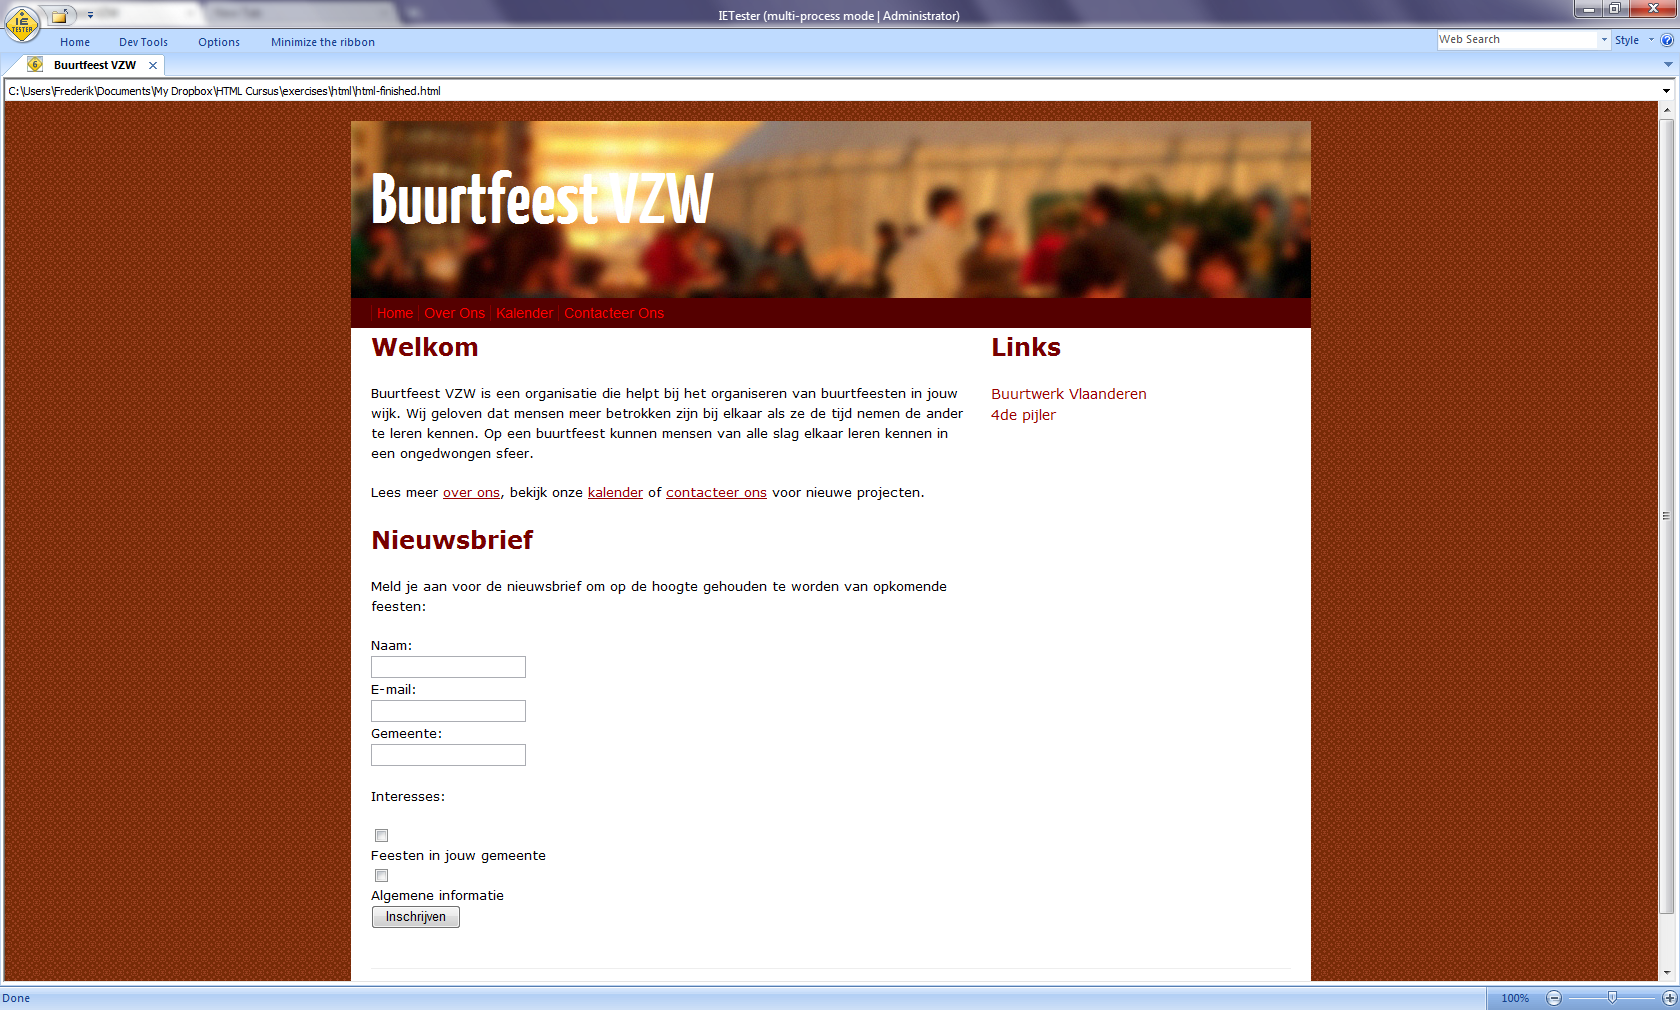 IETester (multi-process mode | Administrator)
IE
TESTER
Home
Dev Tools
Options
Minimize the ribbon
Web Search
Style
6
Buurtfeest VZW
C:\Users\Frederik\Documents\My Dropbox\HTML Cursus\exercises\html\html-finished.html
Buurtfeest VZW
Home
Over Ons
Kalender
Contacteer Ons
Welkom
Buurtfeest VZW is een organisatie die helpt bij het organiseren van buurtfeesten in jouw
wijk. Wij geloven dat mensen meer betrokken zijn bij elkaar als ze de tijd nemen de ander
te leren kennen. Op een buurtfeest kunnen mensen van alle slag elkaar leren kennen in
een ongedwongen sfeer.
Lees meer over ons, bekijk onze kalender of contacteer ons voor nieuwe projecten.
Nieuwsbrief
Meld je aan voor de nieuwsbrief om op de hoogte gehouden te worden van opkomende
feesten:
Naam:
E-mail:
Gemeente:
Interesses:
Feesten in jouw gemeente
Algemene informatie
Inschrijven
Links
Buurtwerk Vlaanderen
4de pijler
Done
100%